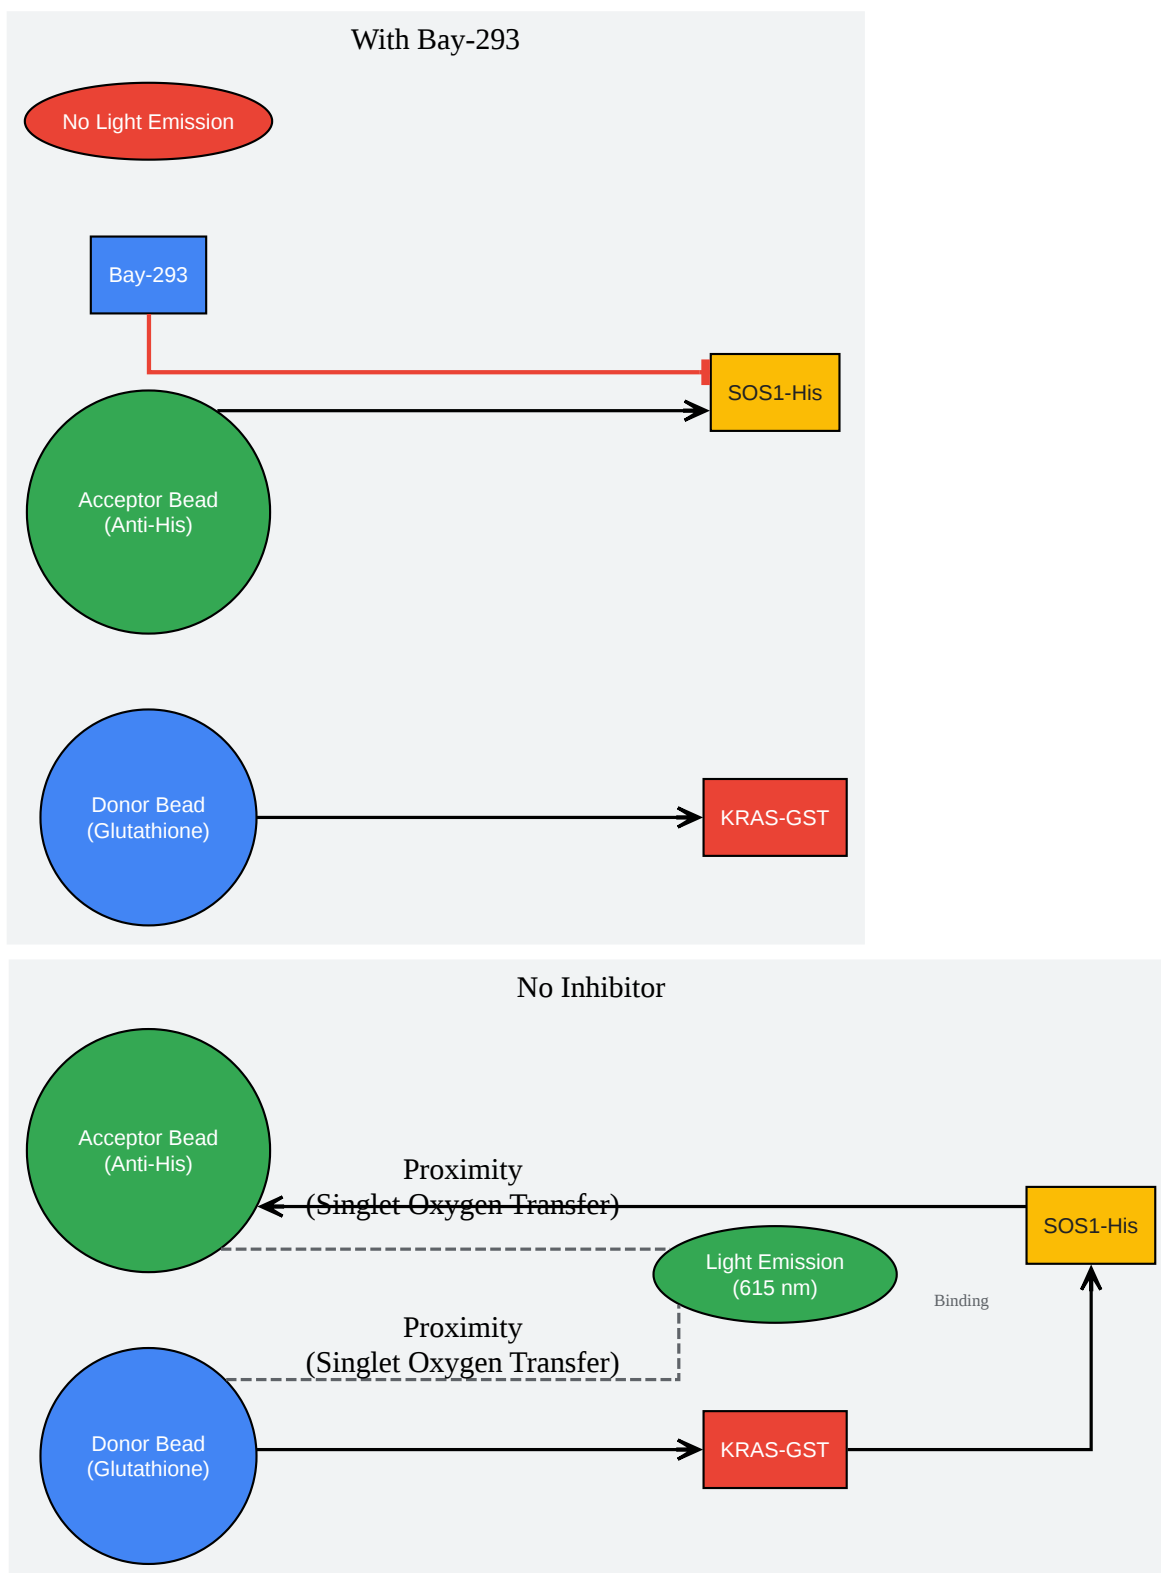 With Bay-293
No Light Emission
Bay-293
SOS1-His
Acceptor Bead
(Anti-His)
Donor Bead
(Glutathione)
KRAS-GST
No Inhibitor
Acceptor Bead
(Anti-His)
Proximity
(Singlet Oxygen Transfer)
SOS1-His
Light Emission
(615 nm)
Binding
Proximity
(Singlet Oxygen Transfer)
Donor Bead
(Glutathione)
KRAS-GST